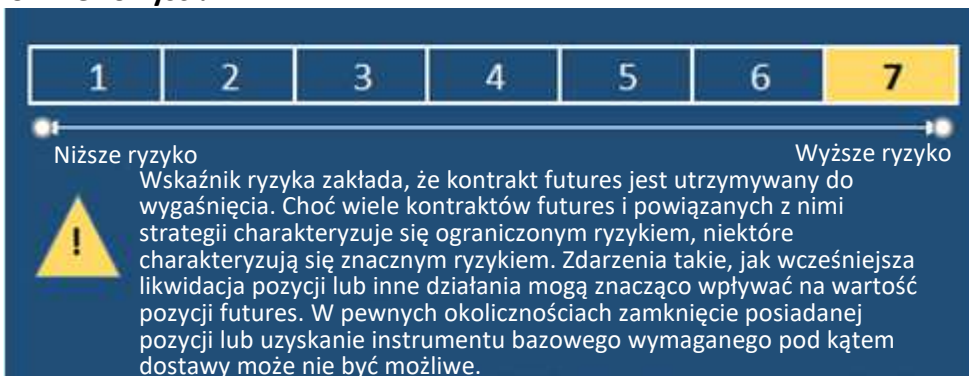 1 2 3 4 5 6 7
Niższe ryzyko Wyższe ryzyko
Wskaźnik ryzyka zakłada, że kontrakt futures jest utrzymywany do
wygaśnięcia. Choć wiele kontraktów futures i powiązanych z nimi
strategii charakteryzuje się ograniczonym ryzykiem, niektóre
charakteryzują się znacznym ryzykiem. Zdarzenia takie, jak wcześniejsza
likwidacja pozycji lub inne działania mogą znacząco wpływać na wartość
pozycji futures. W pewnych okolicznościach zamknięcie posiadanej
pozycji lub uzyskanie instrumentu bazowego wymaganego pod kątem
dostawy może nie być możliwe.